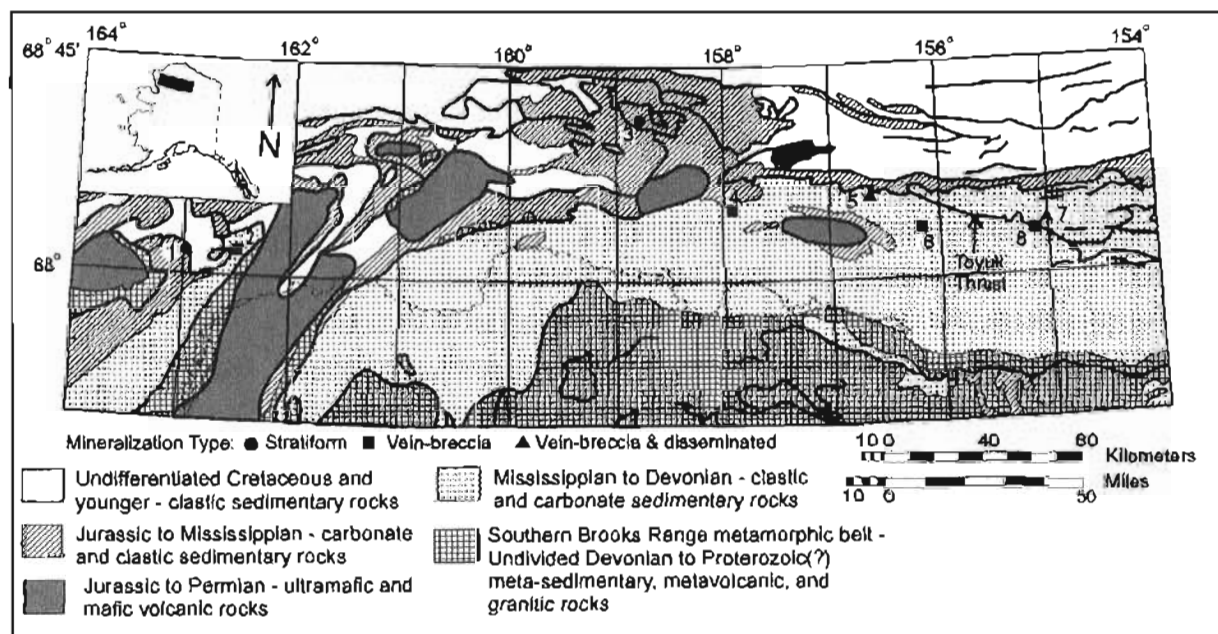 164° 162° 160° 158° 156° 154°
68° 45'
N
3
4
5
7
1
2
6
8
68°
Toyuk
Thrust
Mineralization Type: ● Stratiform ■ Vein-breccia ▲ Vein-breccia & disseminated
10 0 40 80
Kilometers
Miles
10 0 50
Undifferentiated Cretaceous and
younger - clastic sedimentary rocks
Jurassic to Mississippian - carbonate
and clastic sedimentary rocks
Jurassic to Permian - ultramafic and
mafic volcanic rocks
Mississippian to Devonian - clastic
and carbonate sedimentary rocks
Southern Brooks Range metamorphic belt -
Undivided Devonian to Proterozoic(?)
meta-sedimentary, metavolcanic, and
granitic rocks